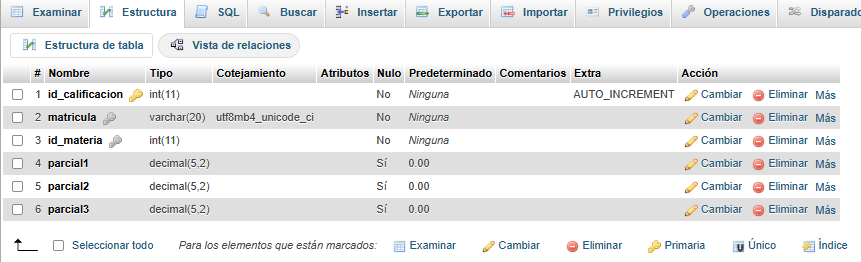 Examinar Estructura SQL Buscar Insertar Exportar Importar Privilegios Operaciones Disparado
Estructura de tabla Vista de relaciones
# Nombre Tipo Cotejamiento Atributos Nulo Predeterminado Comentarios Extra Acción
1 id_calificacion int(11) No Ninguna AUTO_INCREMENT Cambiar Eliminar Más
2 matricula varchar(20) utf8mb4_unicode_ci No Ninguna Cambiar Eliminar Más
3 id_materia int(11) No Ninguna Cambiar Eliminar Más
4 parcial1 decimal(5,2) Sí 0.00 Cambiar Eliminar Más
5 parcial2 decimal(5,2) Sí 0.00 Cambiar Eliminar Más
6 parcial3 decimal(5,2) Sí 0.00 Cambiar Eliminar Más
Seleccionar todo Para los elementos que están marcados: Examinar Cambiar Eliminar Primaria Único Índice